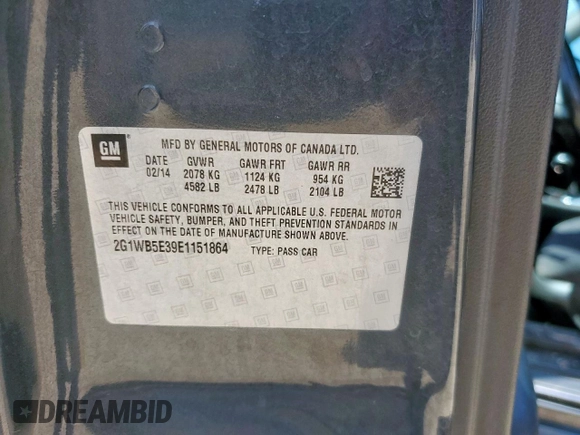 GM
MFD BY GENERAL MOTORS OF CANADA LTD.
DATE GVWR GAWR FRT GAWR RR
02/14 2078 KG 1124 KG 954 KG
4582 LB 2478 LB 2104 LB
THIS VEHICLE CONFORMS TO ALL APPLICABLE U.S. FEDERAL MOTOR
VEHICLE SAFETY, BUMPER, AND THEFT PREVENTION STANDARDS IN
EFFECT ON THE DATE OF MANUFACTURE SHOWN ABOVE.
2G1WB5E39E1151864 TYPE: PASS CAR
DREAMBID